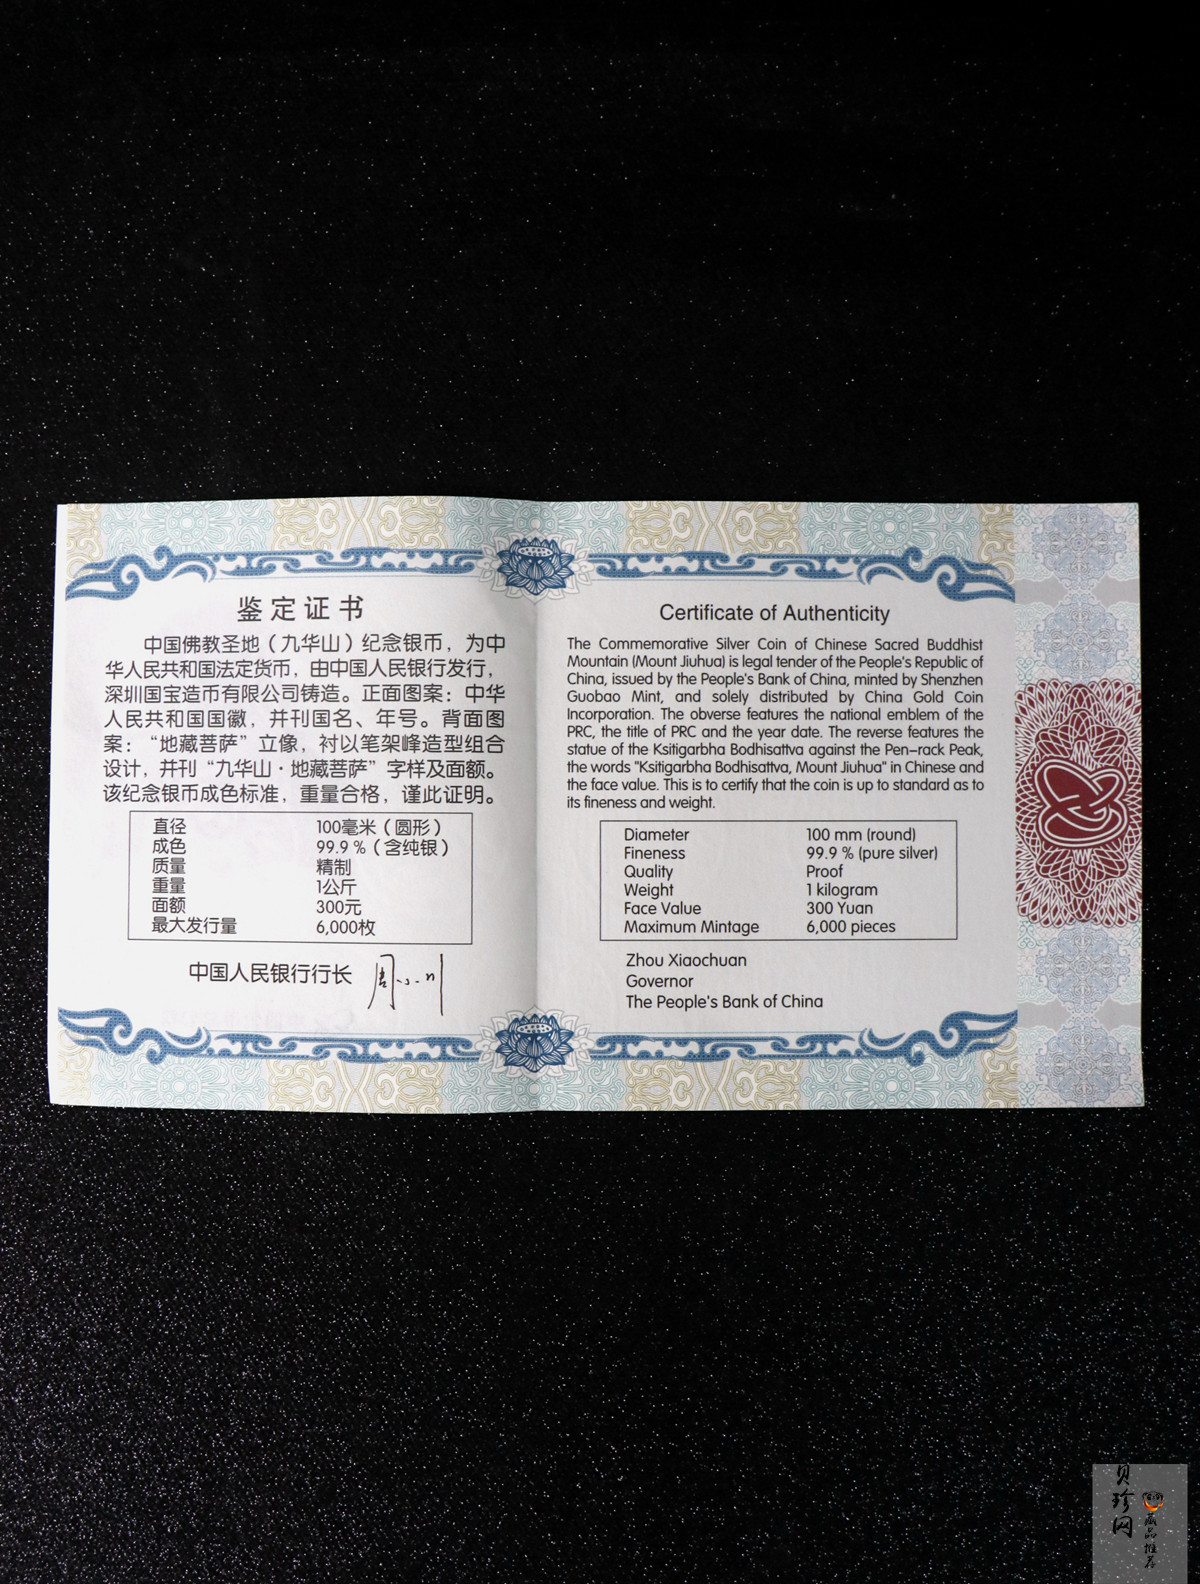 鉴定证书
中国佛教圣地（九华山）纪念银币，为中
华人民共和国法定货币，由中国人民银行发行，
深圳国宝造币有限公司铸造。正面图案：中华
人民共和国国徽，并刊国名、年号。背面图
案：“地藏菩萨”立像，衬以笔架峰造型组合
设计，并刊“九华山·地藏菩萨”字样及面额。
该纪念银币成色标准，重量合格，谨此证明。
直径 100毫米（圆形）
成色 99.9％（含纯银）
质量 精制
重量 1公斤
面额 300元
最大发行量 6,000枚
中国人民银行行长 周小川
Certificate of Authenticity
The Commemorative Silver Coin of Chinese Sacred Buddhist
Mountain (Mount Jiuhua) is legal tender of the People's Republic of
China, issued by the People's Bank of China, minted by Shenzhen
Guobao Mint, and solely distributed by China Gold Coin
Incorporation. The obverse features the national emblem of the
PRC, the title of PRC and the year date. The reverse features the
statue of the Ksitigarbha Bodhisattva against the Pen-rack Peak,
the words "Ksitigarbha Bodhisattva, Mount Jiuhua" in Chinese and
the face value. This is to certify that the coin is up to standard as to
its fineness and weight.
Diameter 100 mm (round)
Fineness 99.9 % (pure silver)
Quality Proof
Weight 1 kilogram
Face Value 300 Yuan
Maximum Mintage 6,000 pieces
Zhou Xiaochuan
Governor
The People's Bank of China
贝珍网
藏品推荐